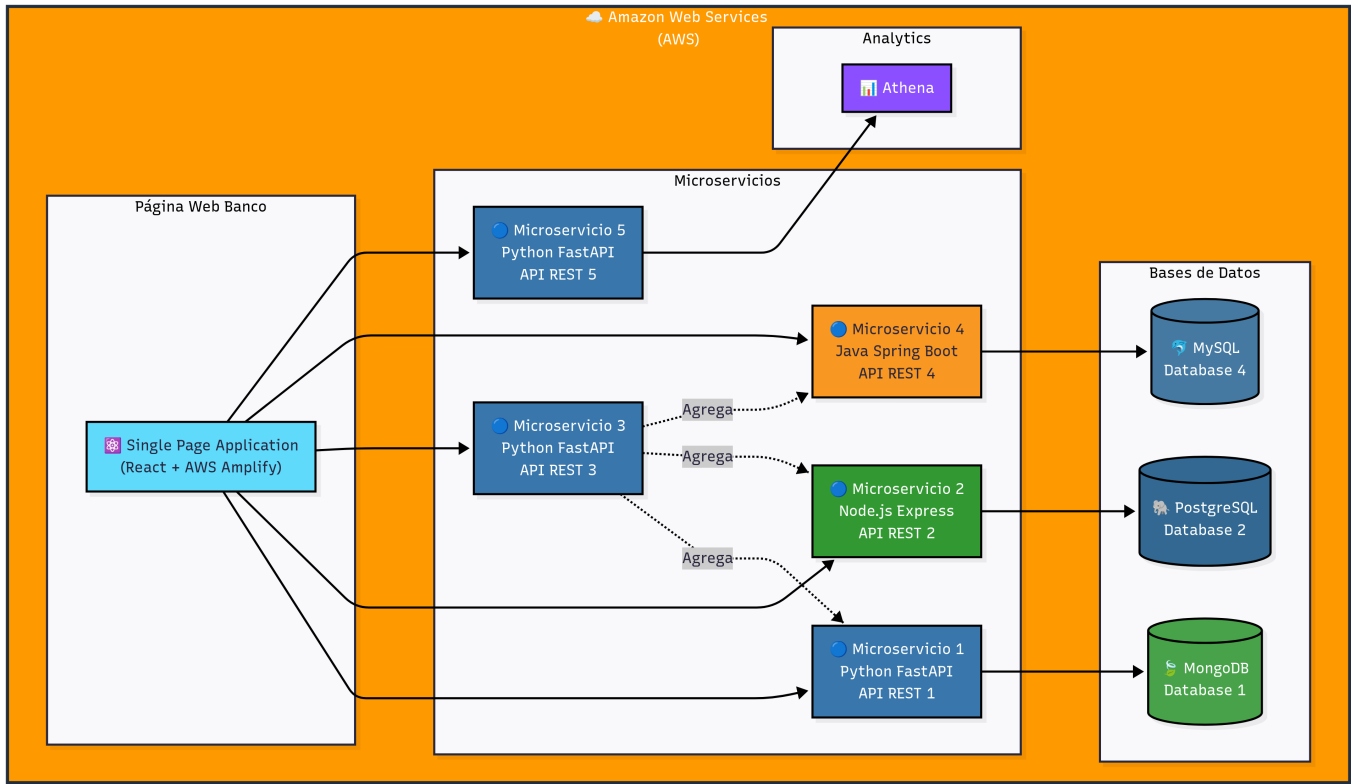 ☁️ Amazon Web Services
(AWS)
Analytics
📊 Athena
Microservicios
🔵 Microservicio 5
Python FastAPI
API REST 5
🔵 Microservicio 4
Java Spring Boot
API REST 4
🔵 Microservicio 3
Python FastAPI
API REST 3
Agrega
Agrega
Agrega
🔵 Microservicio 2
Node.js Express
API REST 2
🔵 Microservicio 1
Python FastAPI
API REST 1
Página Web Banco
⚛️ Single Page Application
(React + AWS Amplify)
Bases de Datos
🐬 MySQL
Database 4
🐘 PostgreSQL
Database 2
🍃 MongoDB
Database 1